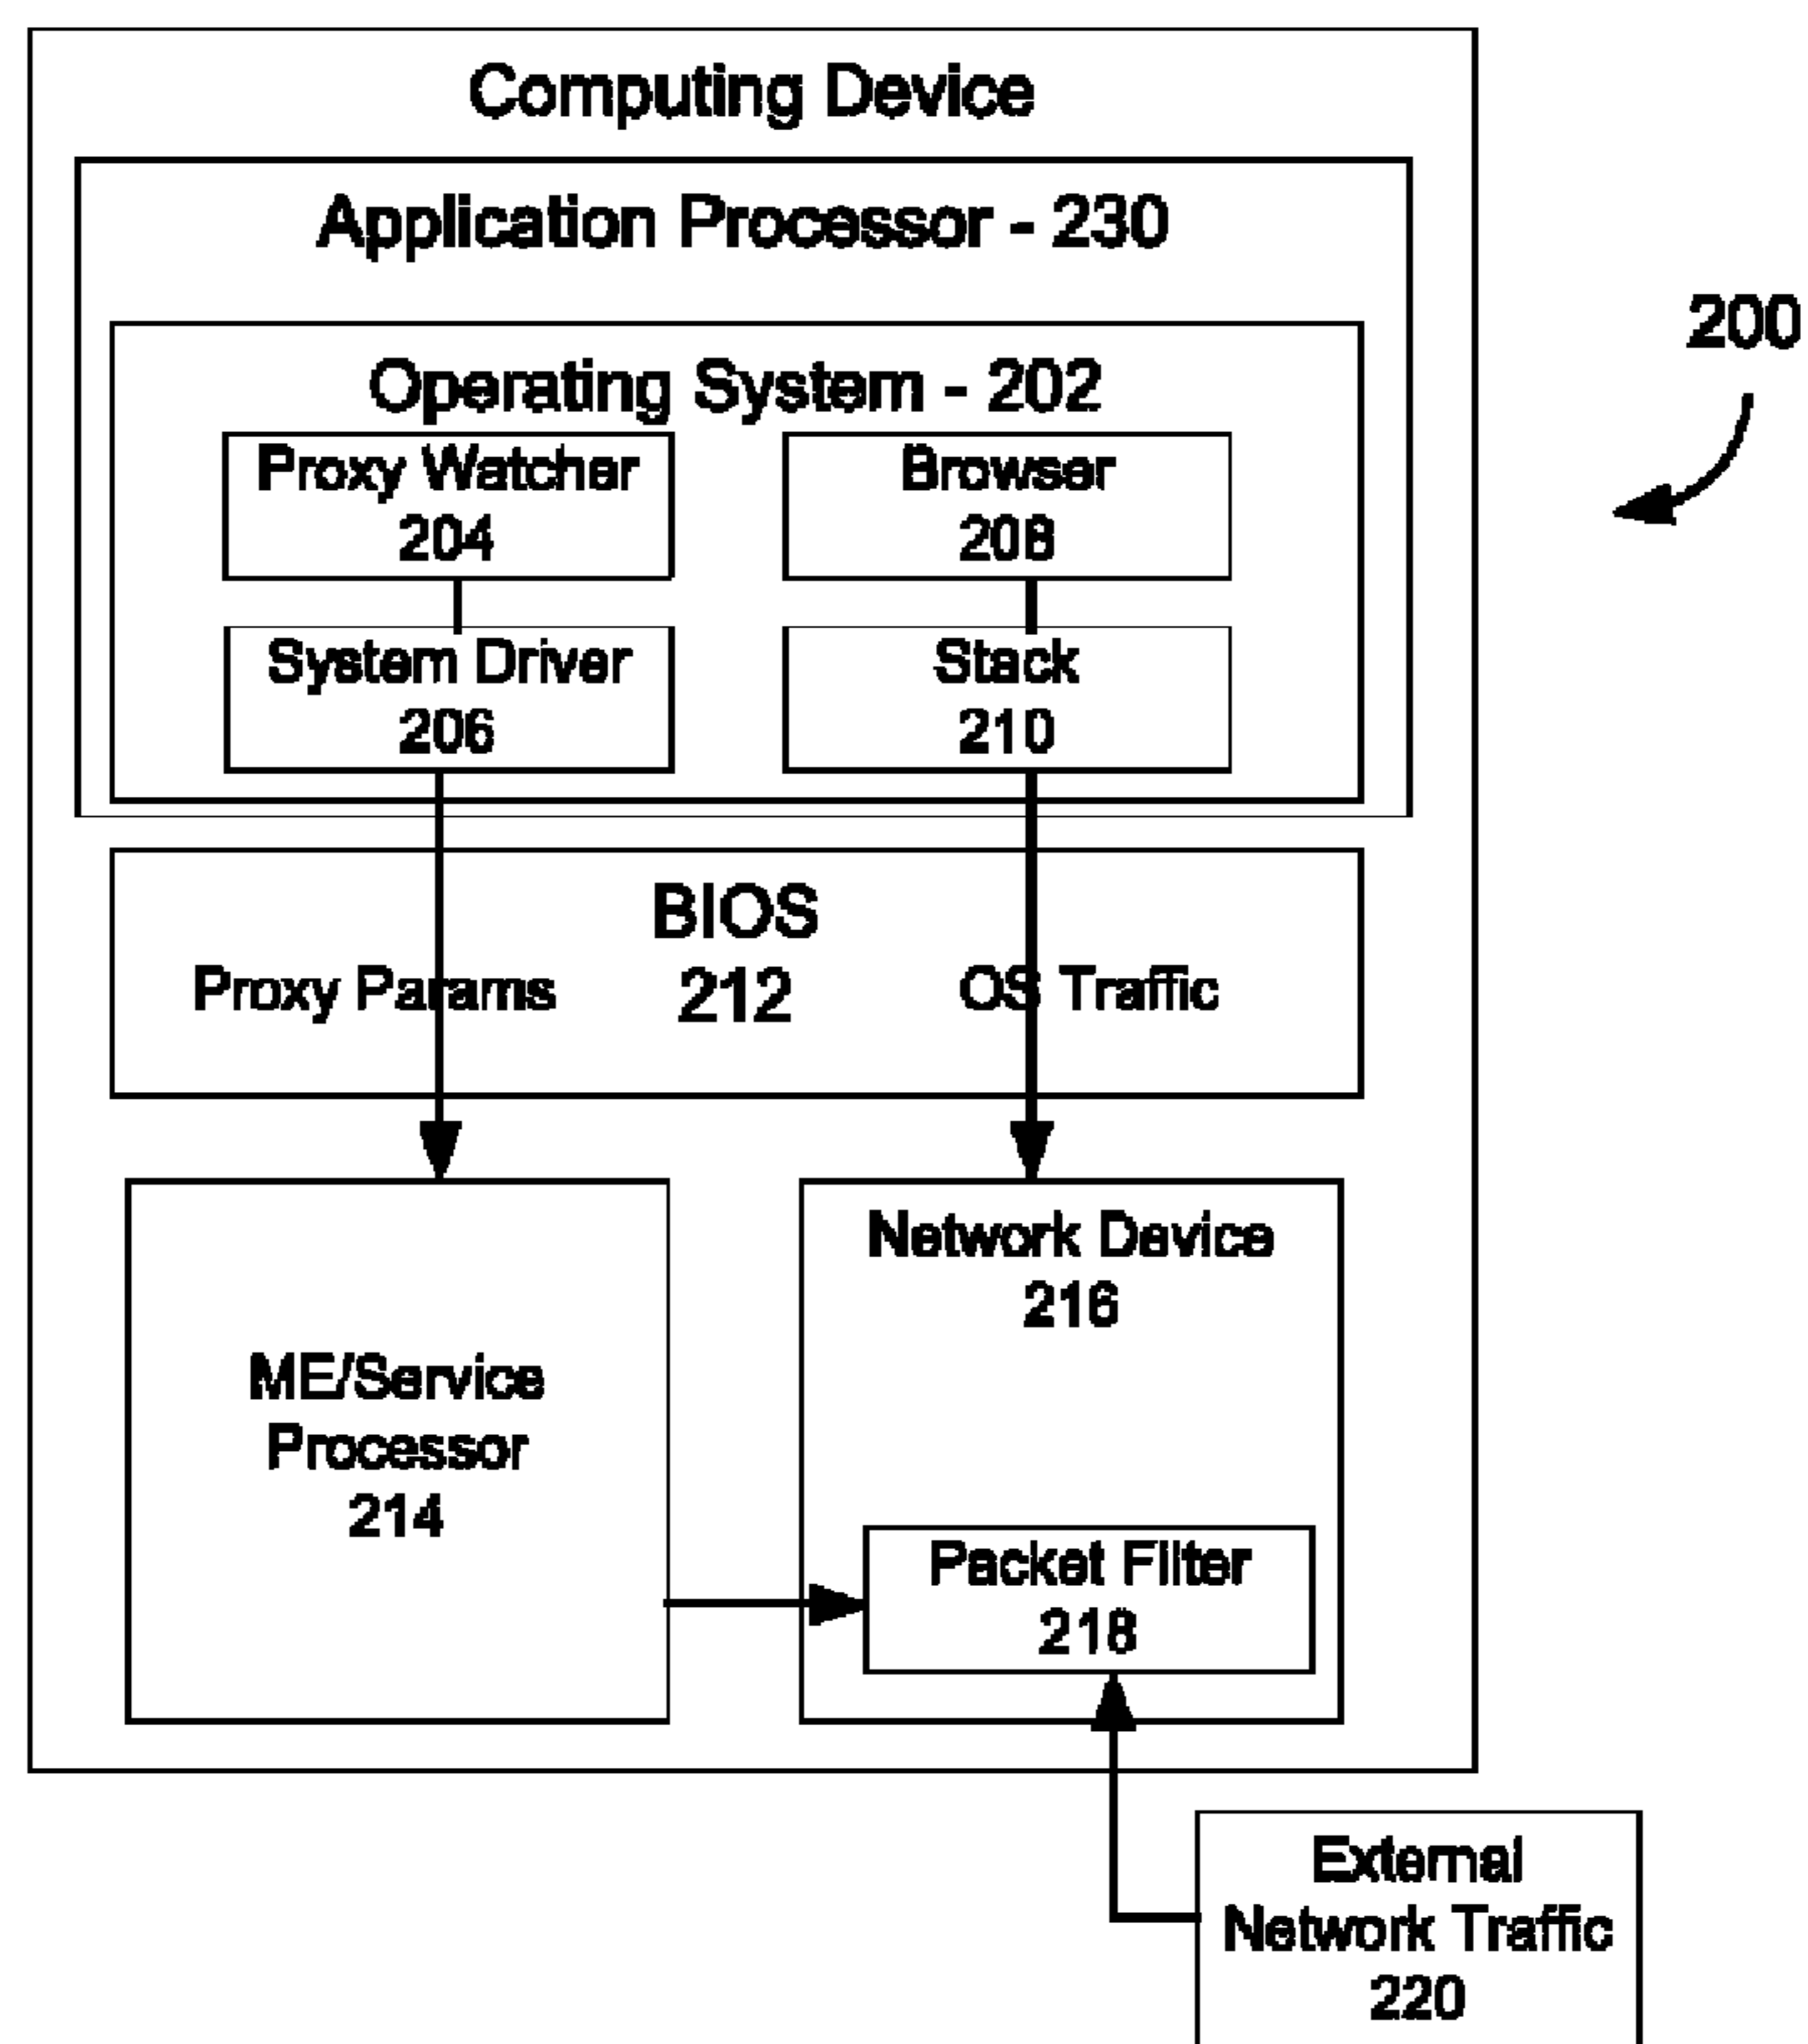 Computing Device
Application Processor - 230
200
Operating System - 202
Proxy Watcher
204
Browser
208
System Driver
206
Stack
210
BIOS
212
Proxy Params
OS Traffic
Network Device
216
ME/Service
Processor
214
Packet Filter
218
External
Network Traffic
220